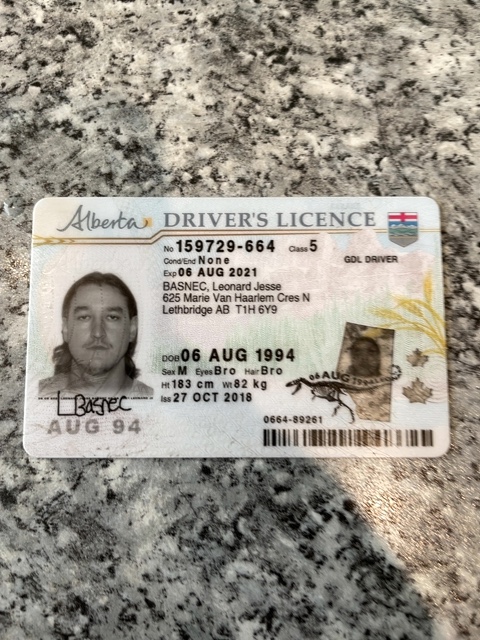 Alberta DRIVER'S LICENCE
No 159729-664 Class 5
Cond/End None GDL DRIVER
Exp 06 AUG 2021
BASNEC, Leonard Jesse
625 Marie Van Haarlem Cres N
Lethbridge AB T1H 6Y9
DOB 06 AUG 1994
Sex M Eyes Bro Hair Bro
Ht 183 cm Wt 82 kg
Iss 27 OCT 2018
LBasnec
AUG 94
0664-89261